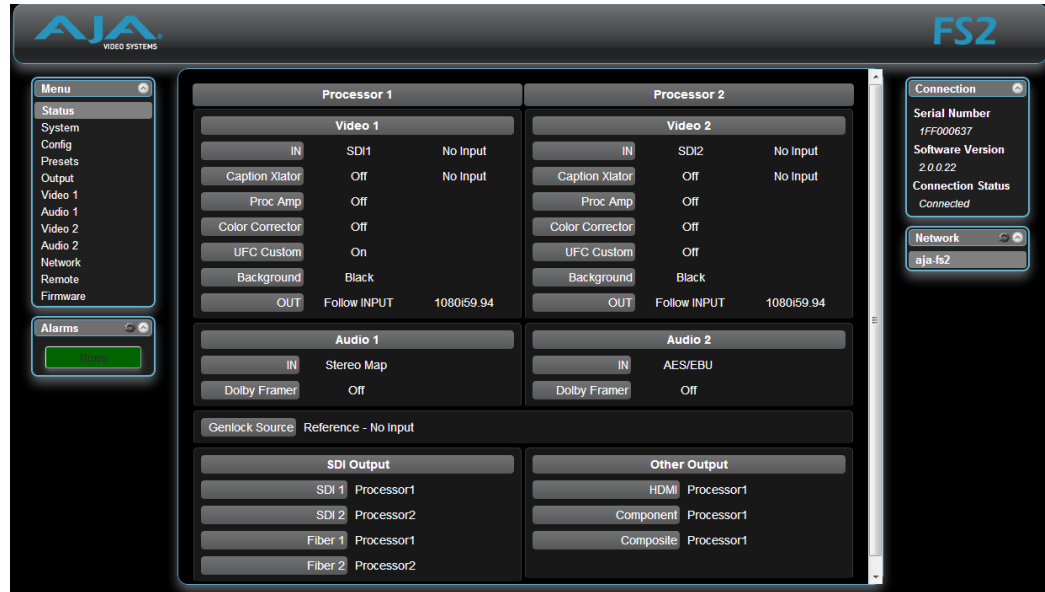 AJA
VIDEO SYSTEMS
FS2
Menu
Status
System
Config
Presets
Output
Video 1
Audio 1
Video 2
Audio 2
Network
Remote
Firmware
Alarms
None
Processor 1
Video 1
IN SDI1 No Input
Caption Xlator Off No Input
Proc Amp Off
Color Corrector Off
UFC Custom On
Background Black
OUT Follow INPUT 1080i59.94
Audio 1
IN Stereo Map
Dolby Framer Off
Processor 2
Video 2
IN SDI2 No Input
Caption Xlator Off No Input
Proc Amp Off
Color Corrector Off
UFC Custom Off
Background Black
OUT Follow INPUT 1080i59.94
Audio 2
IN AES/EBU
Dolby Framer Off
Genlock Source Reference - No Input
SDI Output
SDI 1 Processor1
SDI 2 Processor2
Fiber 1 Processor1
Fiber 2 Processor2
Other Output
HDMI Processor1
Component Processor1
Composite Processor1
Connection
Serial Number
1FF000637
Software Version
2.0.0.22
Connection Status
Connected
Network
aja-fs2